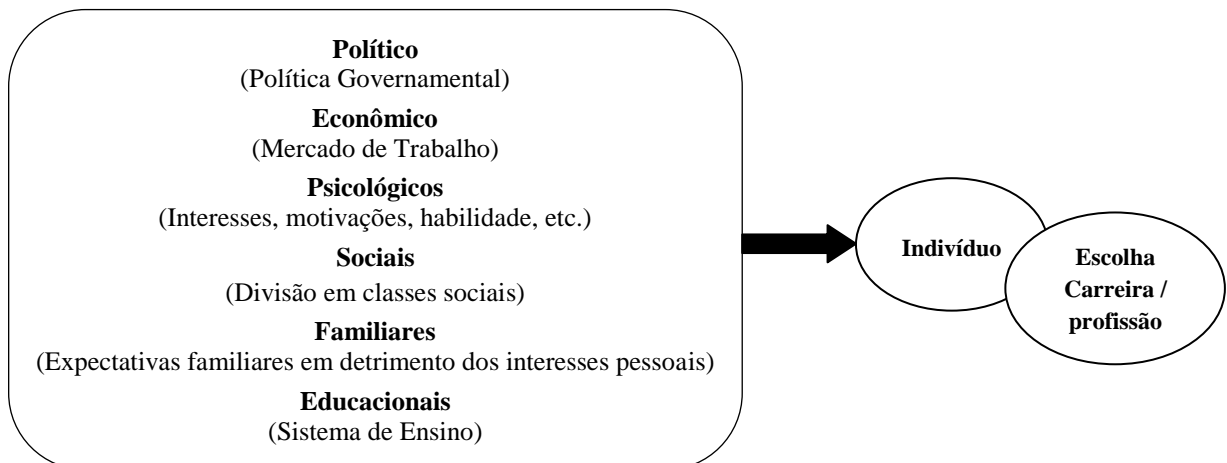 Político
(Política Governamental)
Econômico
(Mercado de Trabalho)
Psicológicos
(Interesses, motivações, habilidade, etc.)
Sociais
(Divisão em classes sociais)
Familiares
(Expectativas familiares em detrimento dos interesses pessoais)
Educacionais
(Sistema de Ensino)
Indivíduo
Escolha
Carreira /
profissão